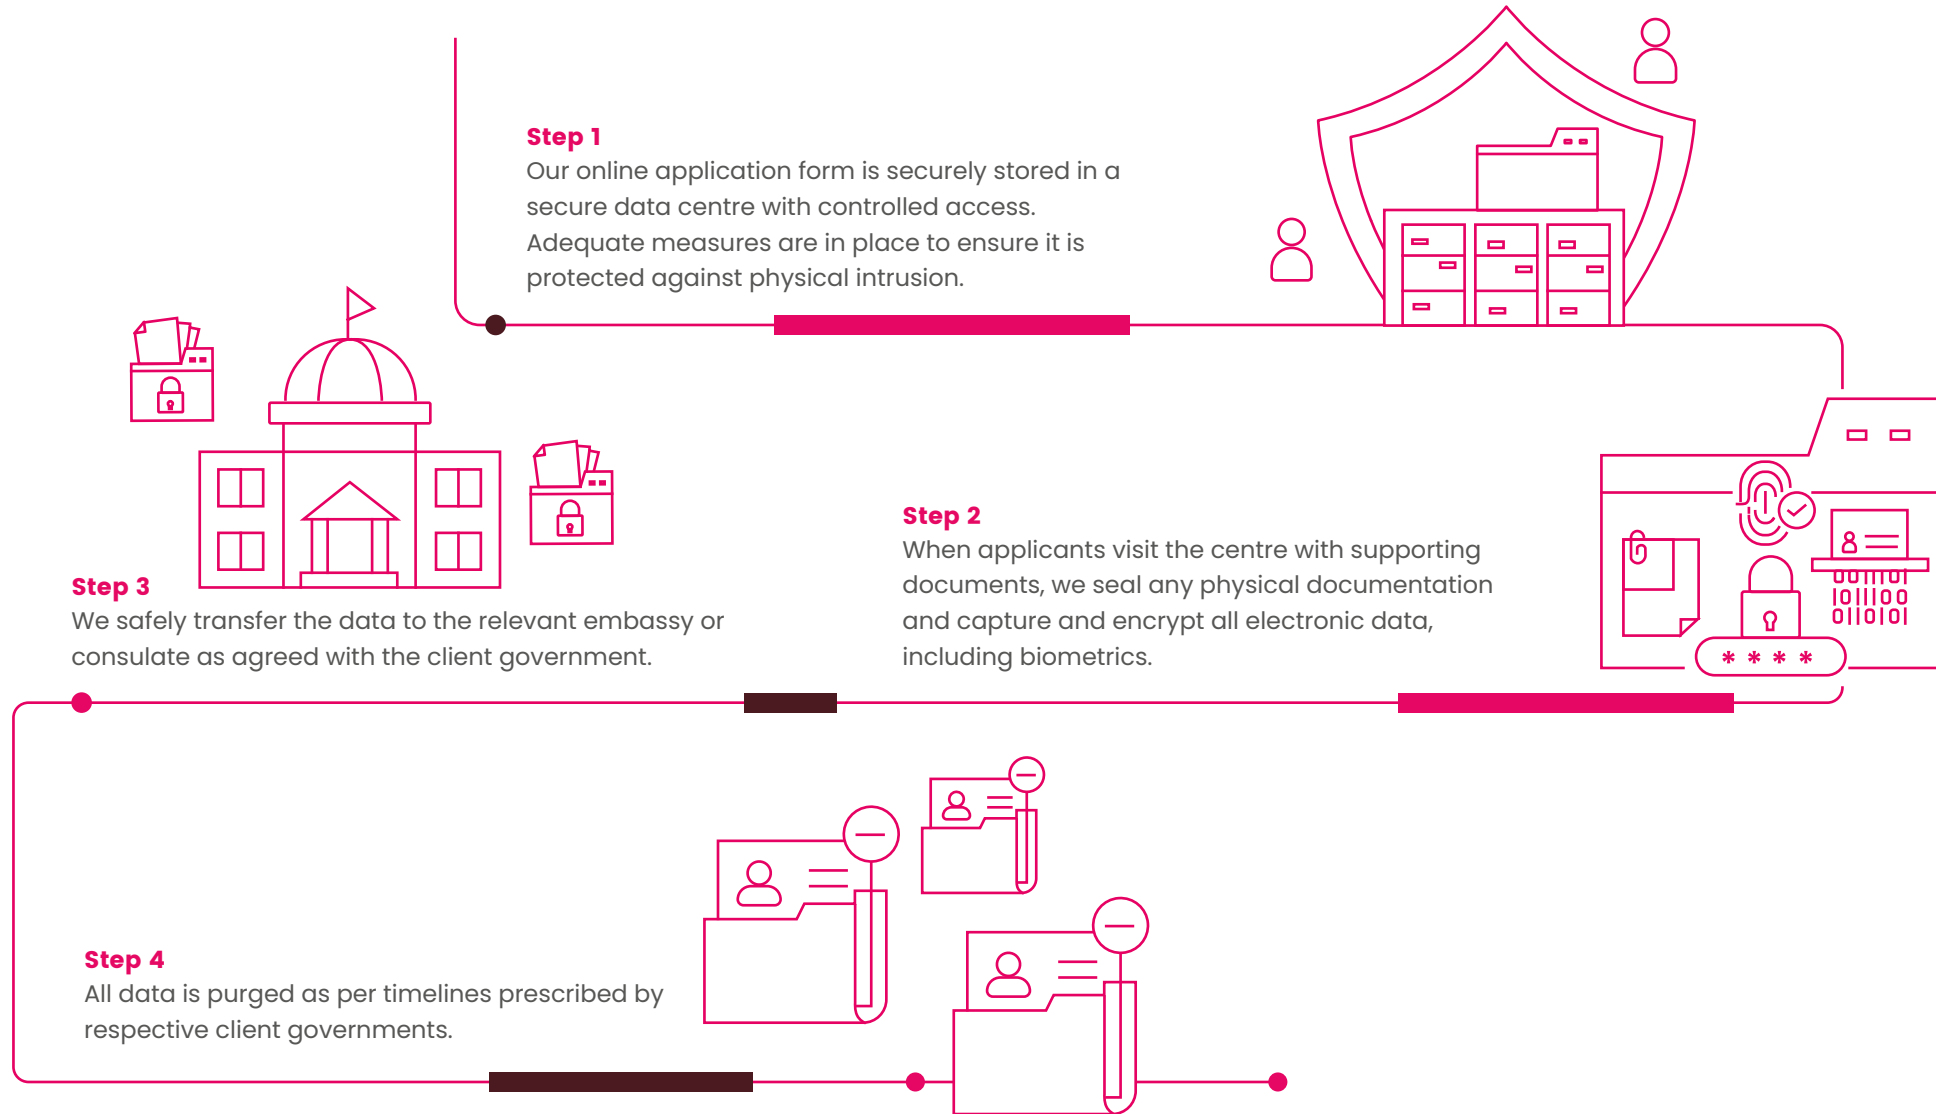 Step 1
Our online application form is securely stored in a
secure data centre with controlled access.
Adequate measures are in place to ensure it is
protected against physical intrusion.
Step 2
When applicants visit the centre with supporting
documents, we seal any physical documentation
and capture and encrypt all electronic data,
including biometrics.
00III0I
I0III00
0II0I0I
* * * *
Step 3
We safely transfer the data to the relevant embassy or
consulate as agreed with the client government.
Step 4
All data is purged as per timelines prescribed by
respective client governments.